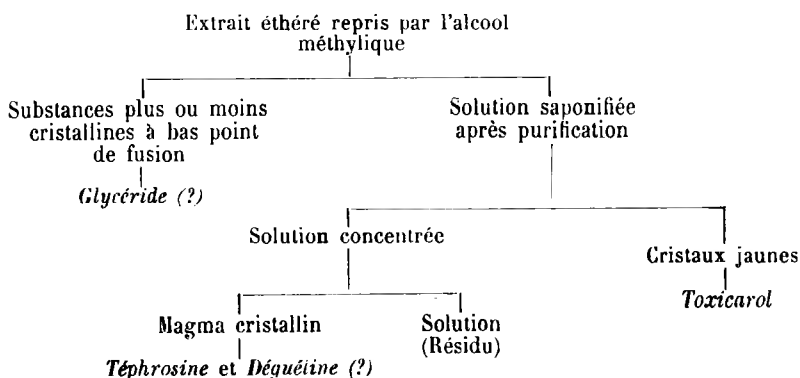 Extrait éthéré repris par l'alcool
méthylique
Substances plus ou moins
cristallines à bas point
de fusion
Glycéride (?)
Solution saponifiée
après purification
Solution concentrée
Cristaux jaunes
Toxicarol
Magma cristallin
Téphrosine et Déguéline (?)
Solution
(Résidu)